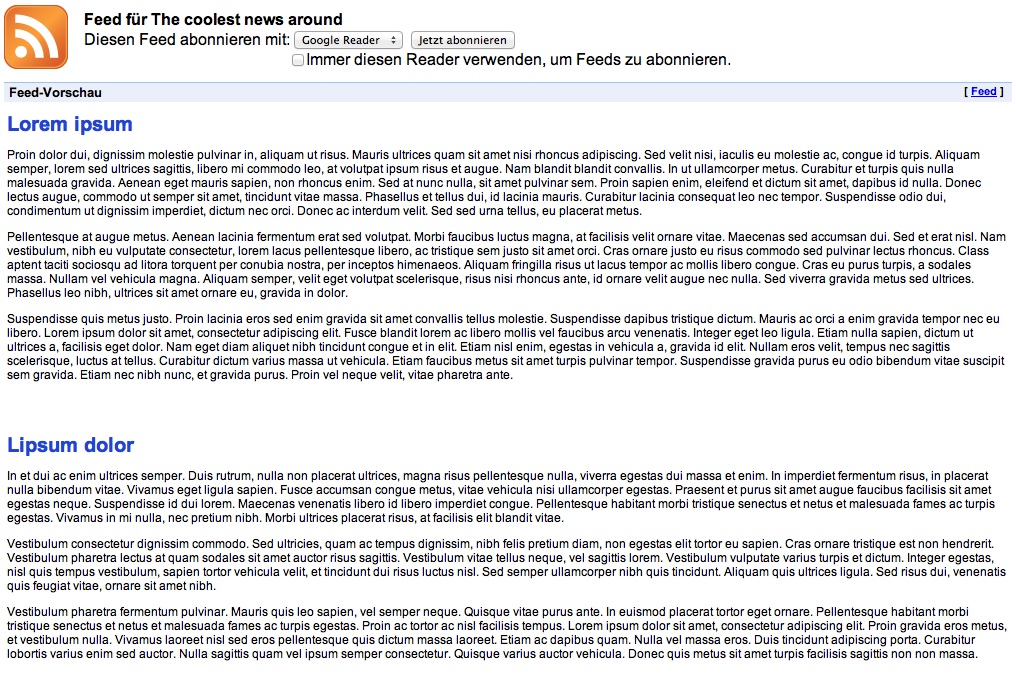 Feed für The coolest news around
Diesen Feed abonnieren mit: Google Reader Jetzt abonnieren
Immer diesen Reader verwenden, um Feeds zu abonnieren.
Feed-Vorschau [ Feed ]
Lorem ipsum
Proin dolor dui, dignissim molestie pulvinar in, aliquam ut risus. Mauris ultrices quam sit amet nisi rhoncus adipiscing. Sed velit nisi, iaculis eu molestie ac, congue id turpis. Aliquam
semper, lorem sed ultrices sagittis, libero mi commodo leo, at volutpat ipsum risus et augue. Nam blandit blandit convallis. In ut ullamcorper metus. Curabitur et turpis quis nulla
malesuada gravida. Aenean eget mauris sapien, non rhoncus enim. Sed at nunc nulla, sit amet pulvinar sem. Proin sapien enim, eleifend et dictum sit amet, dapibus id nulla. Donec
lectus augue, commodo ut semper sit amet, tincidunt vitae massa. Phasellus et tellus dui, id lacinia mauris. Curabitur lacinia consequat leo nec tempor. Suspendisse odio dui,
condimentum ut dignissim imperdiet, dictum nec orci. Donec ac interdum velit. Sed sed urna tellus, eu placerat metus.
Pellentesque at augue metus. Aenean lacinia fermentum erat sed volutpat. Morbi faucibus luctus magna, at facilisis velit ornare vitae. Maecenas sed accumsan dui. Sed et erat nisl. Nam
vestibulum, nibh eu vulputate consectetur, lorem lacus pellentesque libero, ac tristique sem justo sit amet orci. Cras ornare justo eu risus commodo sed pulvinar lectus rhoncus. Class
aptent taciti sociosqu ad litora torquent per conubia nostra, per inceptos himenaeos. Aliquam fringilla risus ut lacus tempor ac mollis libero congue. Cras eu purus turpis, a sodales
massa. Nullam vel vehicula magna. Aliquam semper, velit eget volutpat scelerisque, risus nisi rhoncus ante, id ornare velit augue nec nulla. Sed viverra gravida metus sed ultrices.
Phasellus leo nibh, ultrices sit amet ornare eu, gravida in dolor.
Suspendisse quis metus justo. Proin lacinia eros sed enim gravida sit amet convallis tellus molestie. Suspendisse dapibus tristique dictum. Mauris ac orci a enim gravida tempor nec eu
libero. Lorem ipsum dolor sit amet, consectetur adipiscing elit. Fusce blandit lorem ac libero mollis vel faucibus arcu venenatis. Integer eget leo ligula. Etiam nulla sapien, dictum ut
ultrices a, facilisis eget dolor. Nam eget diam aliquet nibh tincidunt congue et in elit. Etiam nisl enim, egestas in vehicula a, gravida id elit. Nullam eros velit, tempus nec sagittis
scelerisque, luctus at tellus. Curabitur dictum varius massa ut vehicula. Etiam faucibus metus sit amet turpis pulvinar tempor. Suspendisse gravida purus eu odio bibendum vitae suscipit
sem gravida. Etiam nec nibh nunc, et gravida purus. Proin vel neque velit, vitae pharetra ante.
Lipsum dolor
In et dui ac enim ultrices semper. Duis rutrum, nulla non placerat ultrices, magna risus pellentesque nulla, viverra egestas dui massa et enim. In imperdiet fermentum risus, in placerat
nulla bibendum vitae. Vivamus eget ligula sapien. Fusce accumsan congue metus, vitae vehicula nisi ullamcorper egestas. Praesent et purus sit amet augue faucibus facilisis sit amet
egestas neque. Suspendisse id dui lorem. Maecenas venenatis libero id libero imperdiet congue. Pellentesque habitant morbi tristique senectus et netus et malesuada fames ac turpis
egestas. Vivamus in mi nulla, nec pretium nibh. Morbi ultrices placerat risus, at facilisis elit blandit vitae.
Vestibulum consectetur dignissim commodo. Sed ultricies, quam ac tempus dignissim, nibh felis pretium diam, non egestas elit tortor eu sapien. Cras ornare tristique est non hendrerit.
Vestibulum pharetra lectus at quam sodales sit amet auctor risus sagittis. Vestibulum vitae tellus neque, vel sagittis lorem. Vestibulum vulputate varius turpis et dictum. Integer egestas,
nisl quis tempus vestibulum, sapien tortor vehicula velit, et tincidunt dui risus luctus nisl. Sed semper ullamcorper nibh quis tincidunt. Aliquam quis ultrices ligula. Sed risus dui, venenatis
quis feugiat vitae, ornare sit amet nibh.
Vestibulum pharetra fermentum pulvinar. Mauris quis leo sapien, vel semper neque. Quisque vitae purus ante. In euismod placerat tortor eget ornare. Pellentesque habitant morbi
tristique senectus et netus et malesuada fames ac turpis egestas. Proin ac tortor ac nisl facilisis tempus. Lorem ipsum dolor sit amet, consectetur adipiscing elit. Proin gravida eros metus,
et vestibulum nulla. Vivamus laoreet nisl sed eros pellentesque quis dictum massa laoreet. Etiam ac dapibus quam. Nulla vel massa eros. Duis tincidunt adipiscing porta. Curabitur
lobortis varius enim sed auctor. Nulla sagittis quam vel ipsum semper consectetur. Quisque varius auctor vehicula. Donec quis metus sit amet turpis facilisis sagittis non non massa.